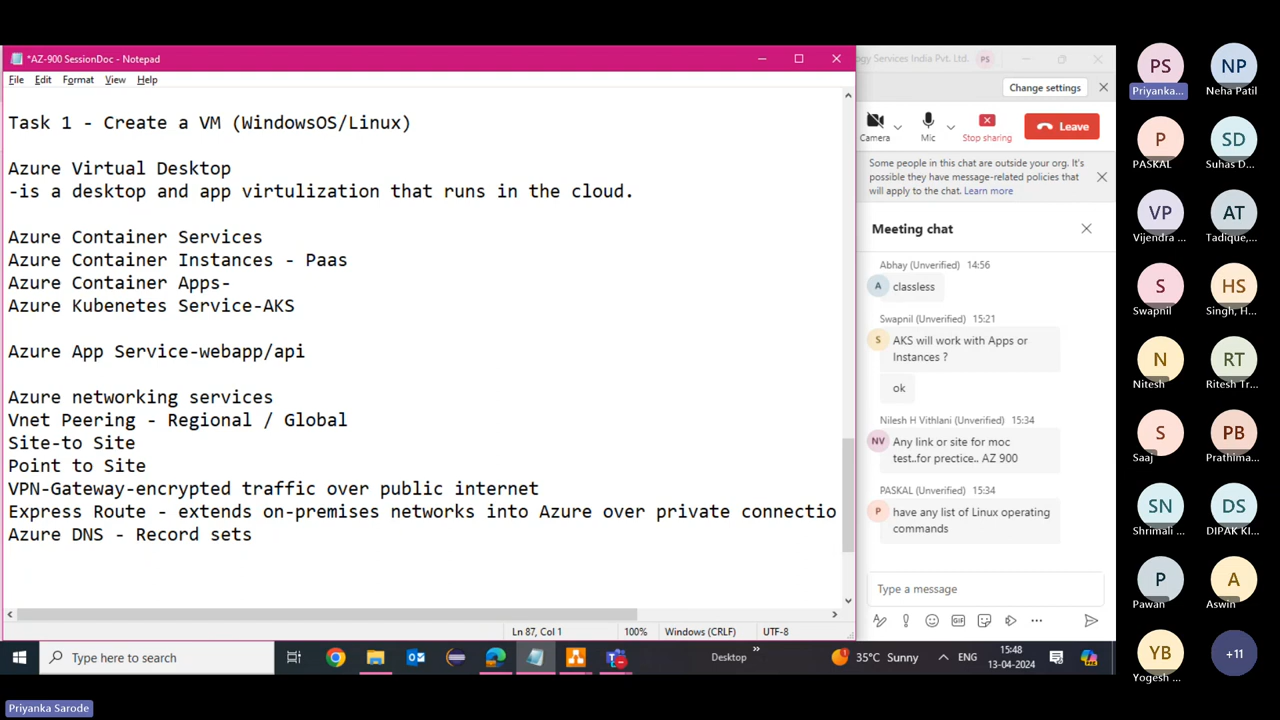 *AZ-900 SessionDoc - Notepad
File Edit Format View Help
Task 1 - Create a VM (WindowsOS/Linux)
Azure Virtual Desktop
-is a desktop and app virtulization that runs in the cloud.
Azure Container Services
Azure Container Instances - Paas
Azure Container Apps-
Azure Kubenetes Service-AKS
Azure App Service-webapp/api
Azure networking services
Vnet Peering - Regional / Global
Site-to Site
Point to Site
VPN-Gateway-encrypted traffic over public internet
Express Route - extends on-premises networks into Azure over private connectio
Azure DNS - Record sets
Ln 87, Col 1 100% Windows (CRLF) UTF-8
ogy Services India Pvt. Ltd. PS
Change settings
Camera Mic Stop sharing Leave
Some people in this chat are outside your org. It's
possible they have message-related policies that
will apply to the chat. Learn more
Meeting chat
Abhay (Unverified) 14:56
A classless
Swapnil (Unverified) 15:21
S AKS will work with Apps or
Instances ?
ok
Nilesh H Vithlani (Unverified) 15:34
NV Any link or site for moc
test..for prectice.. AZ 900
PASKAL (Unverified) 15:34
P have any list of Linux operating
commands
Type a message
GIF
Type here to search
Desktop
35°C Sunny
ENG
15:48
13-04-2024
PS NP
Priyanka... Neha Patil
P SD
PASKAL Suhas D...
VP AT
Vijendra ... Tadique,...
S HS
Swapnil Singh, H...
N RT
Nitesh Ritesh Tr...
S PB
Saaj Prathima...
SN DS
Shrimali ... DIPAK KI...
P A
Pawan Aswin
YB +11
Yogesh ...
Priyanka Sarode